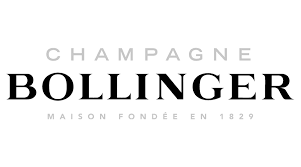 CHAMPAGNE
BOLLINGER
MAISON FONDÉE EN 1829